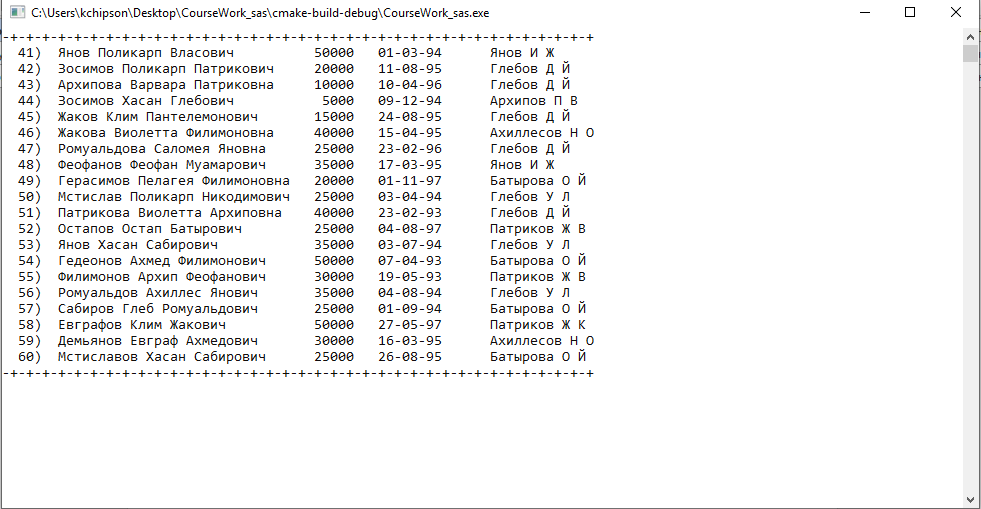 C:\Users\kchipson\Desktop\CourseWork_sas\cmake-build-debug\CourseWork_sas.exe
-+-+-+-+-+-+-+-+-+-+-+-+-+-+-+-+-+-+-+-+-+-+-+-+-+-+-+-+-+-+-+-+-+-+-+-+-+
41) Янов Поликарп Власович 50000 01-03-94 Янов И Ж
42) Зосимов Поликарп Патрикович 20000 11-08-95 Глебов Д Й
43) Архипова Варвара Патриковна 10000 10-04-96 Глебов Д Й
44) Зосимов Хасан Глебович 5000 09-12-94 Архипов П В
45) Жаков Клим Пантелемонович 15000 24-08-95 Глебов Д Й
46) Жакова Виолетта Филимоновна 40000 15-04-95 Ахиллесов Н О
47) Ромуальдова Саломея Яновна 25000 23-02-96 Глебов Д Й
48) Феофанов Феофан Муамарович 35000 17-03-95 Янов И Ж
49) Герасимов Пелагея Филимоновна 20000 01-11-97 Батырова О Й
50) Мстислав Поликарп Никодимович 25000 03-04-94 Глебов У Л
51) Патрикова Виолетта Архиповна 40000 23-02-93 Глебов Д Й
52) Остапов Остап Батырович 25000 04-08-97 Патриков Ж В
53) Янов Хасан Сабирович 35000 03-07-94 Глебов У Л
54) Гедеонов Ахмед Филимонович 50000 07-04-93 Батырова О Й
55) Филимонов Архип Феофанович 30000 19-05-93 Патриков Ж В
56) Ромуальдов Ахиллес Янович 35000 04-08-94 Глебов У Л
57) Сабиров Глеб Ромуальдович 25000 01-09-94 Батырова О Й
58) Евграфов Клим Жакович 50000 27-05-97 Патриков Ж К
59) Демьянов Евграф Ахмедович 30000 16-03-95 Ахиллесов Н О
60) Мстиславов Хасан Сабирович 25000 26-08-95 Батырова О Й
-+-+-+-+-+-+-+-+-+-+-+-+-+-+-+-+-+-+-+-+-+-+-+-+-+-+-+-+-+-+-+-+-+-+-+-+-+